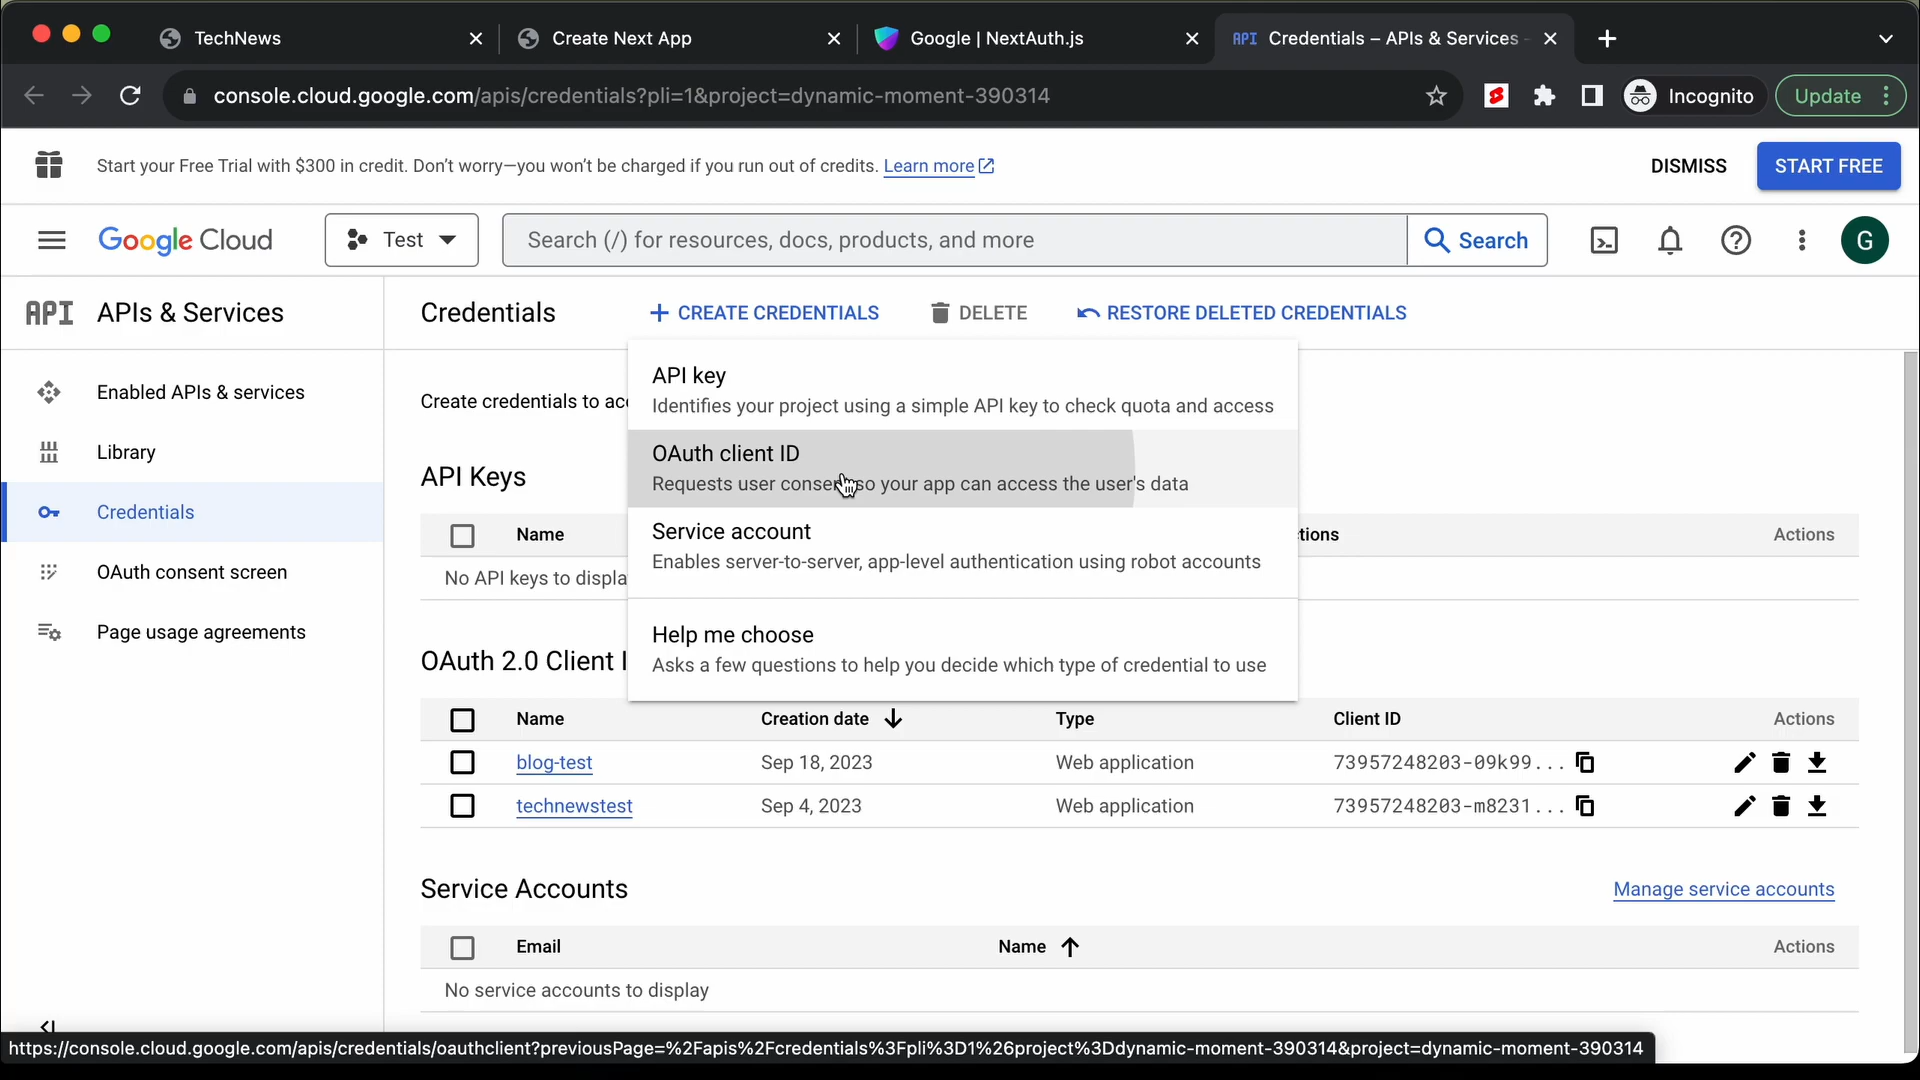 TechNews
Create Next App
Google | NextAuth.js
API Credentials – APIs & Services
console.cloud.google.com/apis/credentials?pli=1&project=dynamic-moment-390314
Incognito
Update
Start your Free Trial with $300 in credit. Don't worry—you won't be charged if you run out of credits. Learn more
DISMISS
START FREE
Google Cloud
Test
Search (/) for resources, docs, products, and more
Search
G
API APIs & Services
Credentials
CREATE CREDENTIALS
DELETE
RESTORE DELETED CREDENTIALS
Enabled APIs & services
Library
Credentials
OAuth consent screen
Page usage agreements
Create credentials to
API key
Identifies your project using a simple API key to check quota and access
OAuth client ID
Requests user so your app can access the user's data
Service account
Enables server-to-server, app-level authentication using robot accounts
Help me choose
Asks a few questions to help you decide which type of credential to use
API Keys
Name
Actions
No API keys to displa
OAuth 2.0 Client I
Name Creation date Type Client ID Actions
blog-test Sep 18, 2023 Web application 73957248203-09k99...
technewstest Sep 4, 2023 Web application 73957248203-m8231...
Service Accounts
Manage service accounts
Email Name Actions
No service accounts to display
https://console.cloud.google.com/apis/credentials/oauthclient?previousPage=%2Fapis%2Fcredentials%3Fpli%3D1%26project%3Ddynamic-moment-390314&project=dynamic-moment-390314